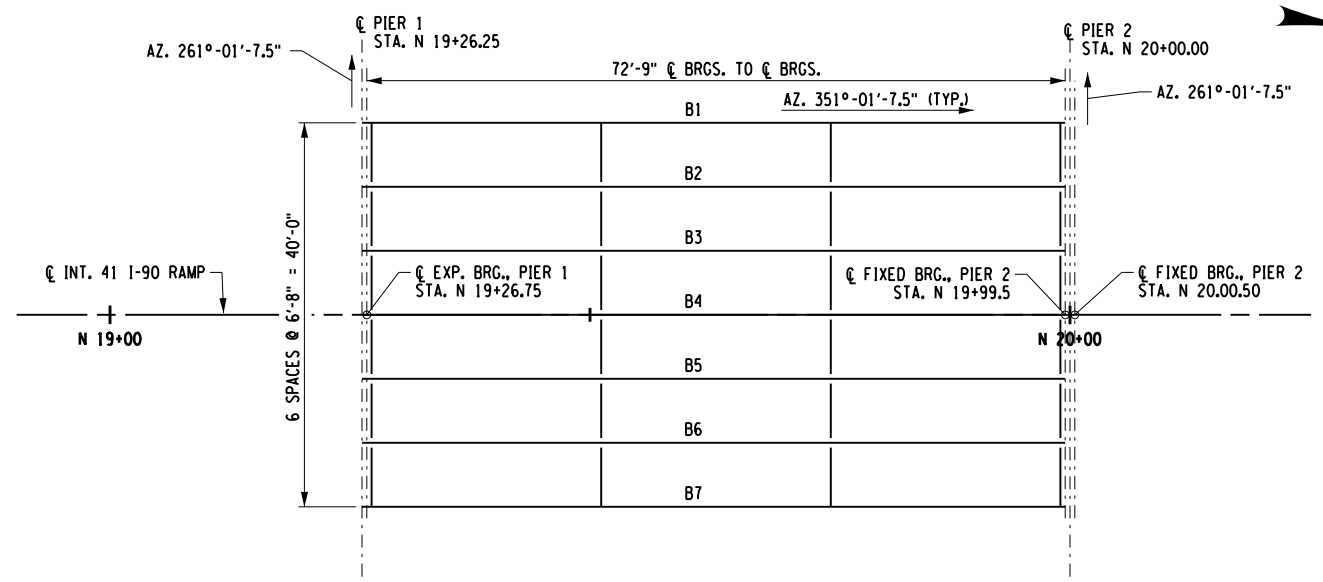 ℄ PIER 1
STA. N 19+26.25
AZ. 261°-01'-7.5"
℄ PIER 2
STA. N 20+00.00
72'-9" ℄ BRGS. TO ℄ BRGS.
AZ. 261°-01'-7.5"
AZ. 351°-01'-7.5" (TYP.)
B1
B2
B3
6 SPACES @ 6'-8" = 40'-0"
℄ INT. 41 I-90 RAMP
℄ EXP. BRG., PIER 1
STA. N 19+26.75
℄ FIXED BRG., PIER 2
STA. N 19+99.5
℄ FIXED BRG., PIER 2
STA. N 20.00.50
B4
N 19+00
N 20+00
B5
B6
B7